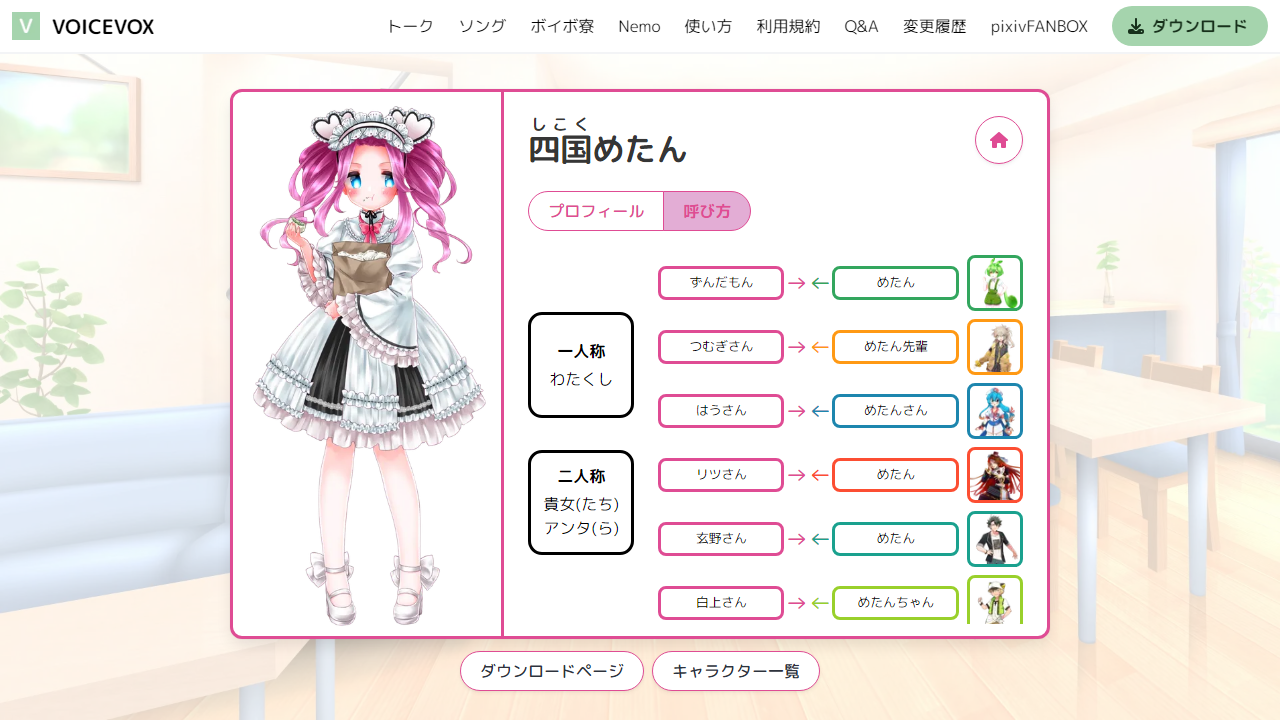 V VOICEVOX トーク ソング ボイボ寮 Nemo 使い方 利用規約 Q&A 変更履歴 pixivFANBOX ダウンロード
しこく
四国めたん
プロフィール 呼び方
ずんだもん → ← めたん
つむぎさん → ← めたん先輩
はうさん → ← めたんさん
リツさん → ← めたん
玄野さん → ← めたん
白上さん → ← めたんちゃん
一人称
わたくし
二人称
貴女(たち)
アンタ(ら)
ダウンロードページ キャラクター一覧